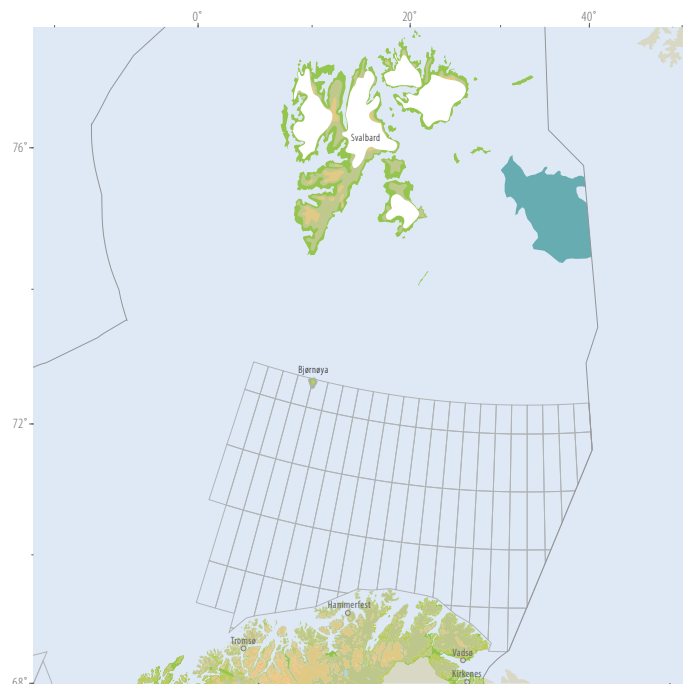 0°
20°
40°
76°
Svalbard
Bjørnøya
72°
Hammerfest
Tromsø
Vadsø
Kirkenes
68°